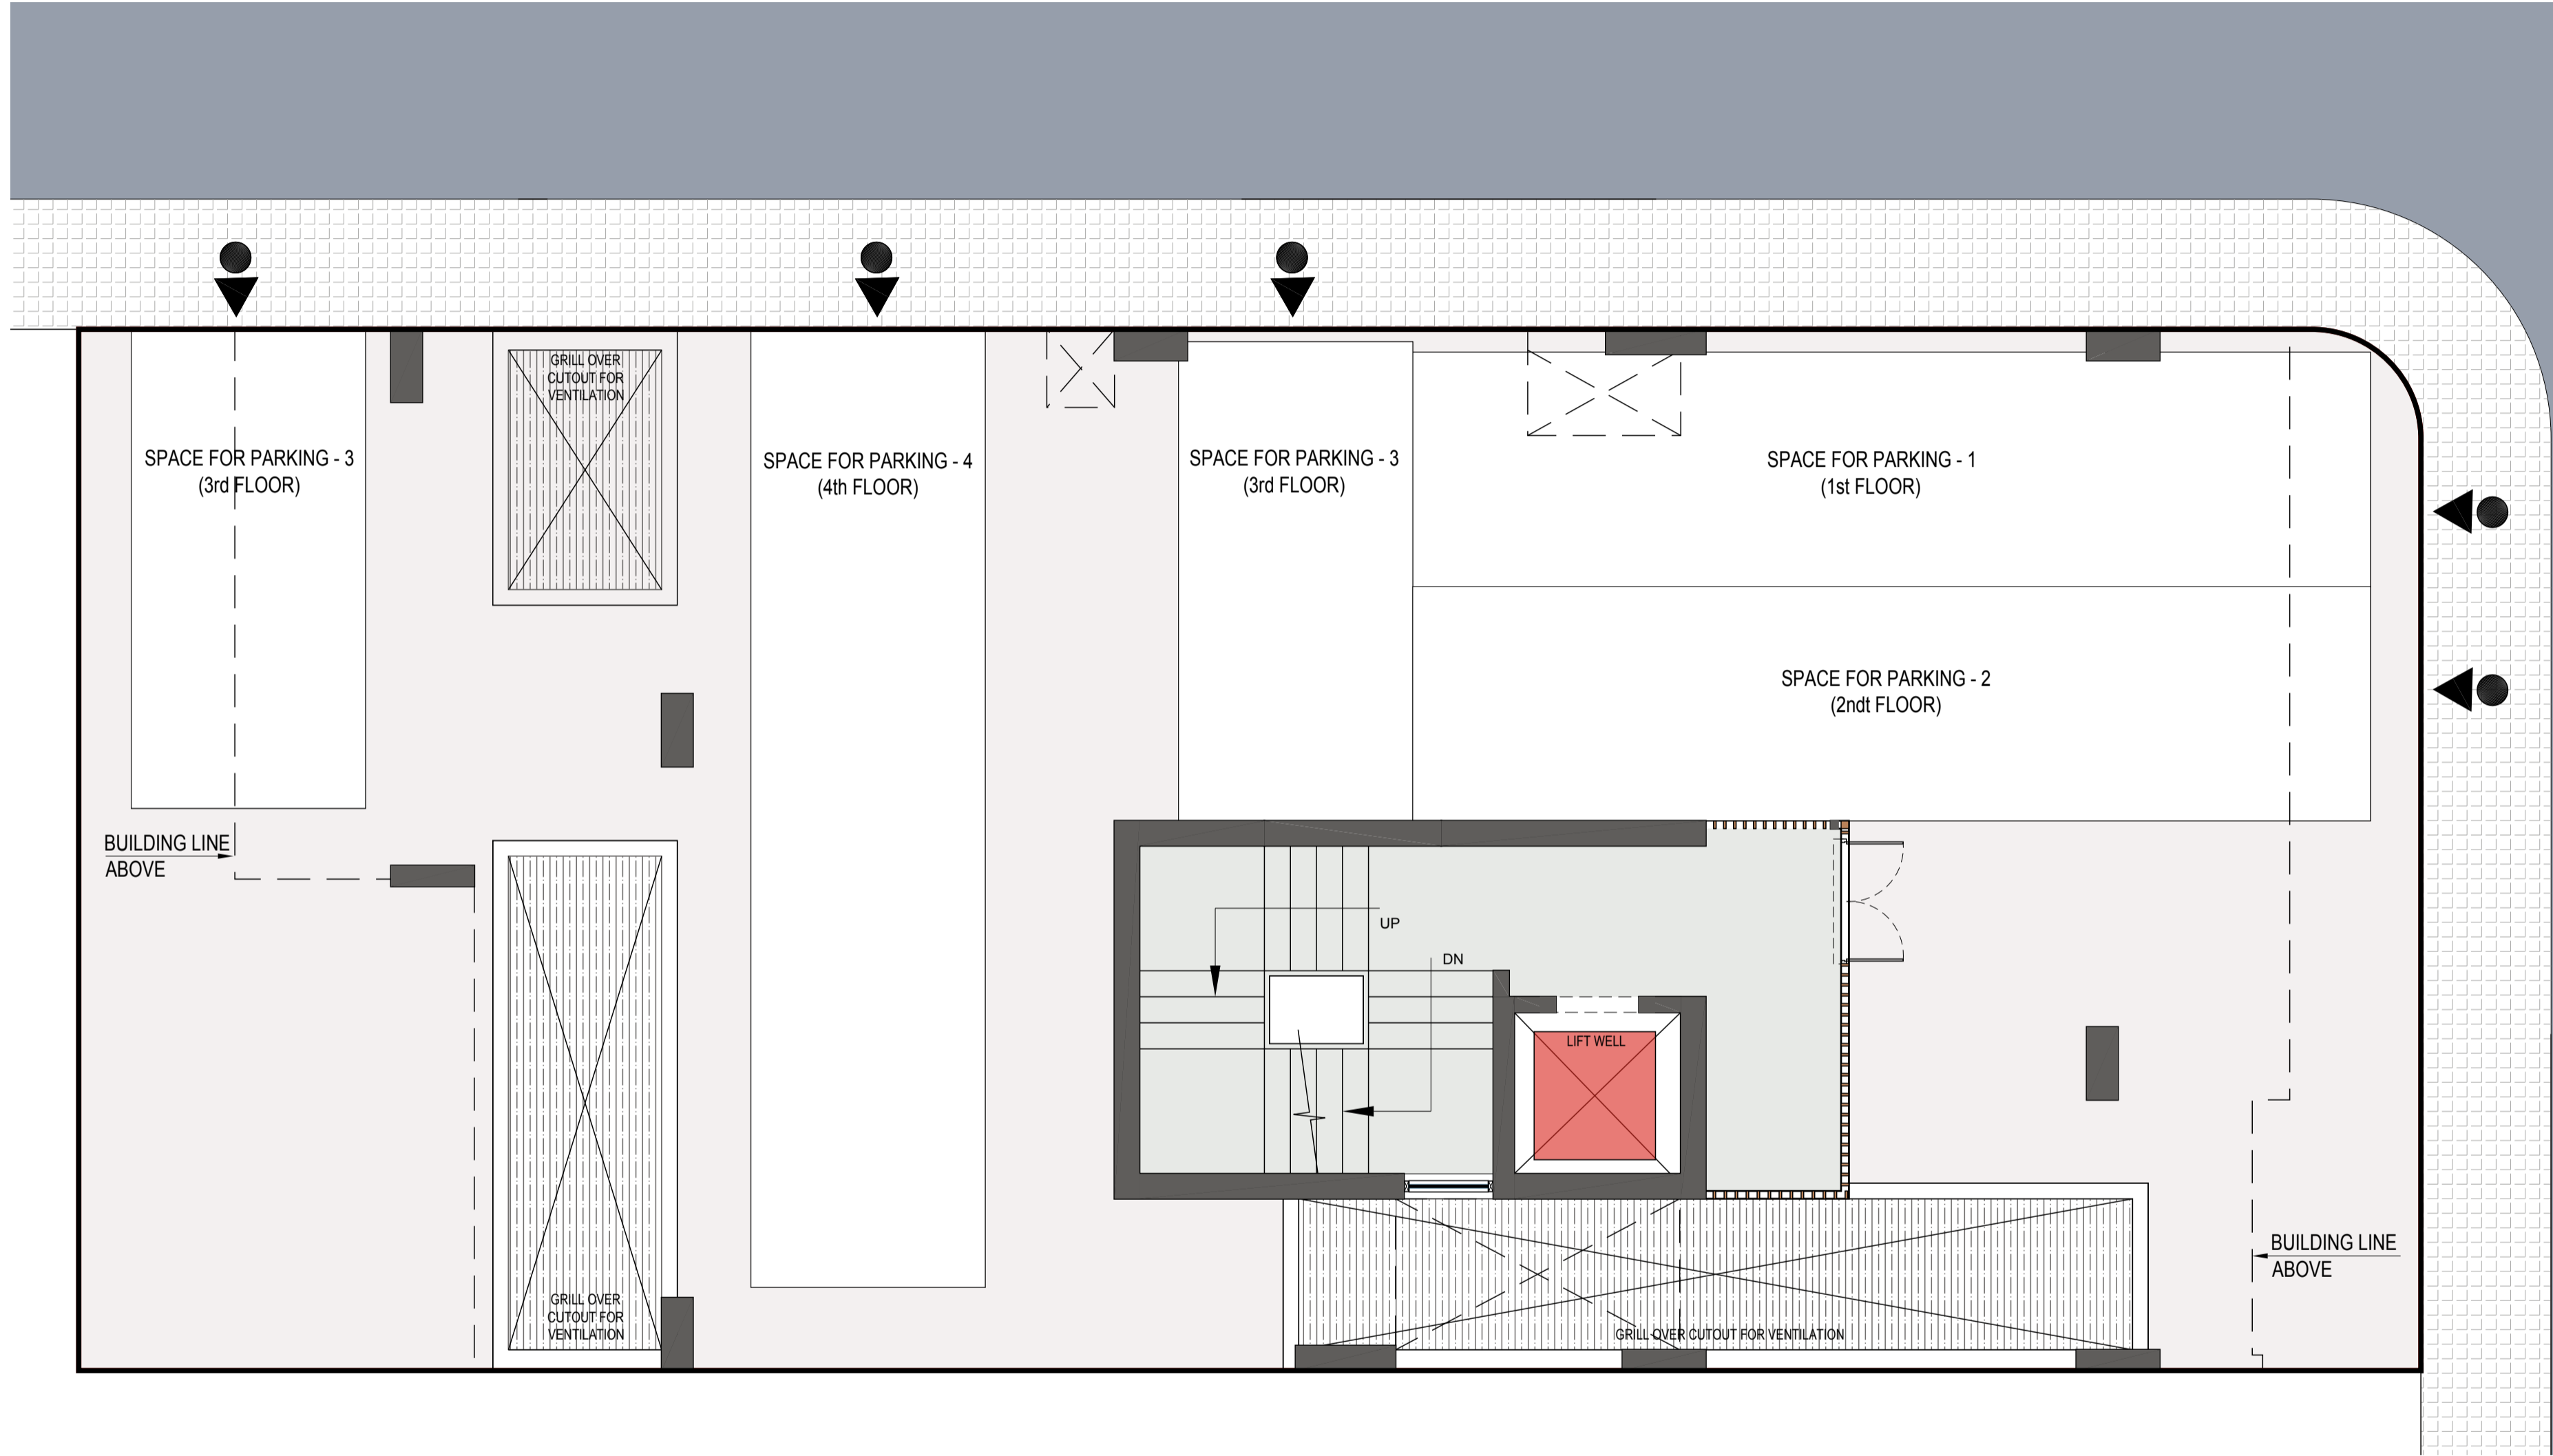 GRILL OVER
CUTOUT FOR
VENTILATION
SPACE FOR PARKING - 3
(3rd FLOOR)
SPACE FOR PARKING - 4
(4th FLOOR)
SPACE FOR PARKING - 3
(3rd FLOOR)
SPACE FOR PARKING - 1
(1st FLOOR)
SPACE FOR PARKING - 2
(2ndt FLOOR)
BUILDING LINE
ABOVE
UP
DN
LIFT WELL
BUILDING LINE
ABOVE
GRILL OVER
CUTOUT FOR
VENTILATION
GRILL OVER CUTOUT FOR VENTILATION